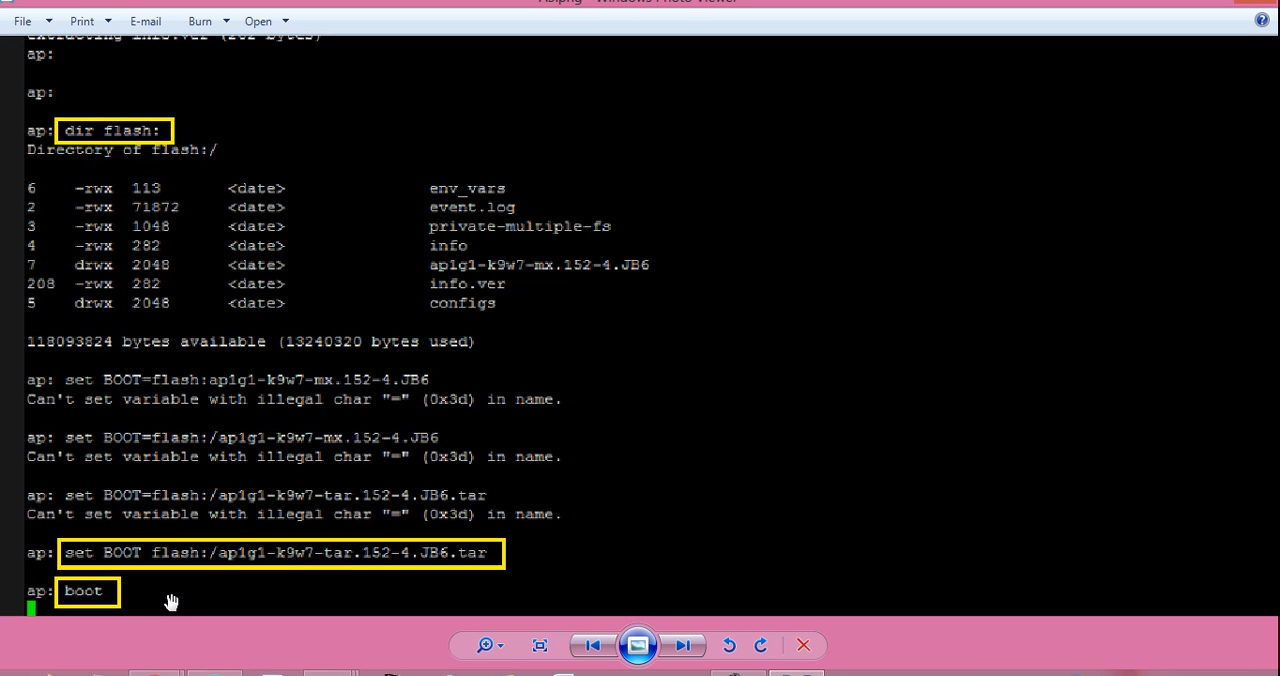 File Print E-mail Burn Open
ap:
ap:
ap: dir flash:
Directory of flash:/
6 -rwx 113 <date> env_vars
2 -rwx 71872 <date> event.log
3 -rwx 1048 <date> private-multiple-fs
4 -rwx 282 <date> info
7 drwx 2048 <date> ap1g1-k9w7-mx.152-4.JB6
208 -rwx 282 <date> info.ver
5 drwx 2048 <date> configs
118093824 bytes available (13240320 bytes used)
ap: set BOOT=flash:ap1g1-k9w7-mx.152-4.JB6
Can't set variable with illegal char "=" (0x3d) in name.
ap: set BOOT=flash:/ap1g1-k9w7-mx.152-4.JB6
Can't set variable with illegal char "=" (0x3d) in name.
ap: set BOOT=flash:/ap1g1-k9w7-tar.152-4.JB6.tar
Can't set variable with illegal char "=" (0x3d) in name.
ap: set BOOT flash:/ap1g1-k9w7-tar.152-4.JB6.tar
ap: boot